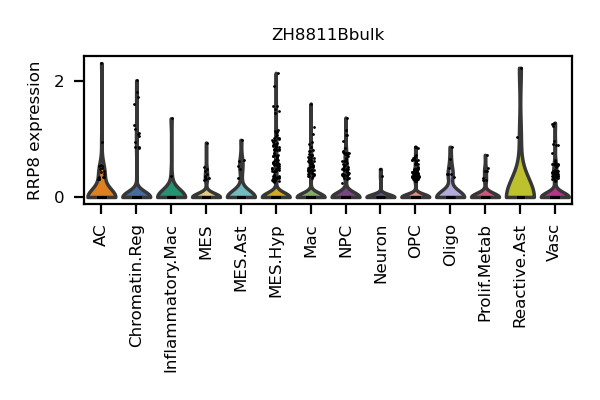 ZH8811Bbulk
RRP8 expression
2
0
AC
Chromatin.Reg
Inflammatory.Mac
MES
MES.Ast
MES.Hyp
Mac
NPC
Neuron
OPC
Oligo
Prolif.Metab
Reactive.Ast
Vasc